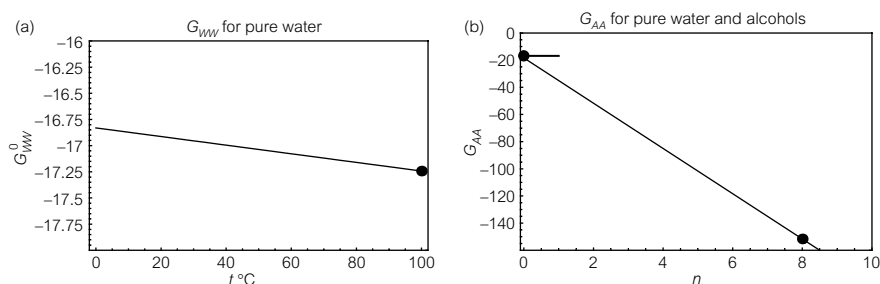 (a)
G_WW for pure water
−16
−16.25
−16.5
−16.75
−17
−17.25
−17.5
−17.75
G⁰_WW
0 20 40 60 80 100
t °C
(b)
G_AA for pure water and alcohols
−0
−20
−40
−60
−80
−100
−120
−140
G_AA
0 2 4 6 8 10
n